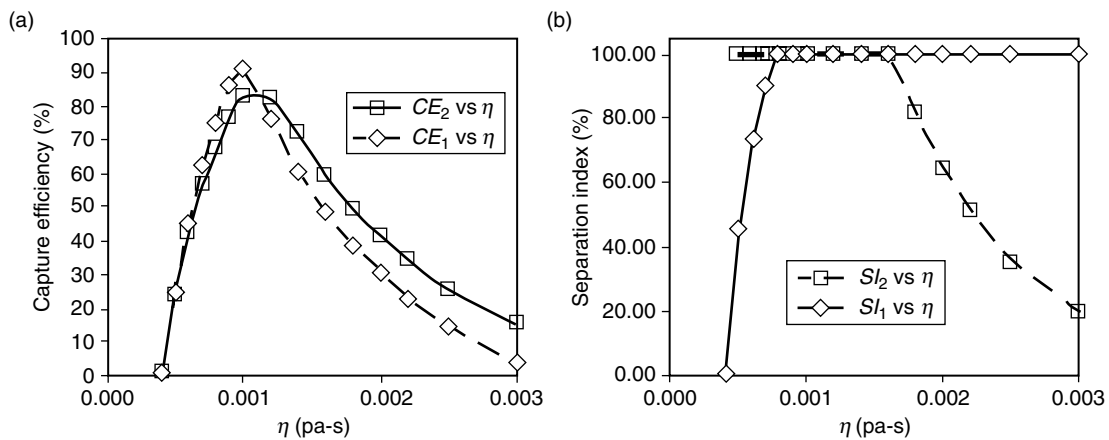 (a)
100
90
80
70
60
50
40
30
20
10
0
Capture efficiency (%)
CE2 vs η
CE1 vs η
0.000 0.001 0.002 0.003
η (pa-s)
(b)
100.00
80.00
60.00
40.00
20.00
0.00
Separation index (%)
SI2 vs η
SI1 vs η
0.000 0.001 0.002 0.003
η (pa-s)